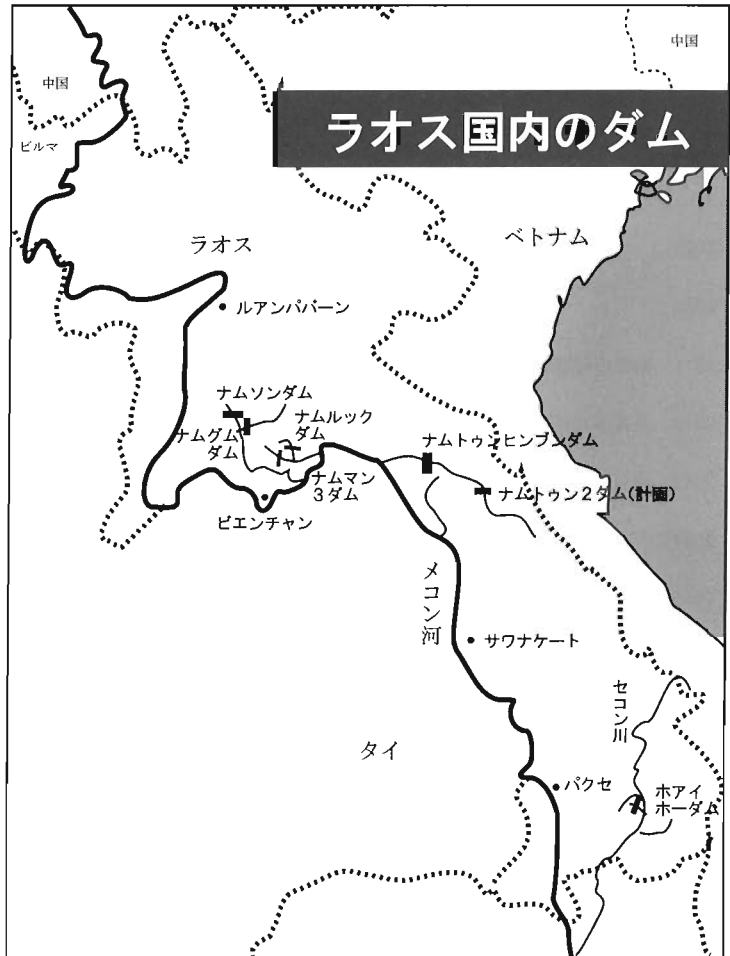 中国
中国
ラオス国内のダム
ビルマ
ラオス
ベトナム
ルアンパバーン
ナムソンダム
ナムルック
ダム
ナムグム
ダム
ナムトゥンヒンブンダム
ナムマン
3ダム
ナムトゥン2ダム(計画)
ビエンチャン
メコン河
サワナケート
セコン川
タイ
パクセ
ホアイ
ホーダム